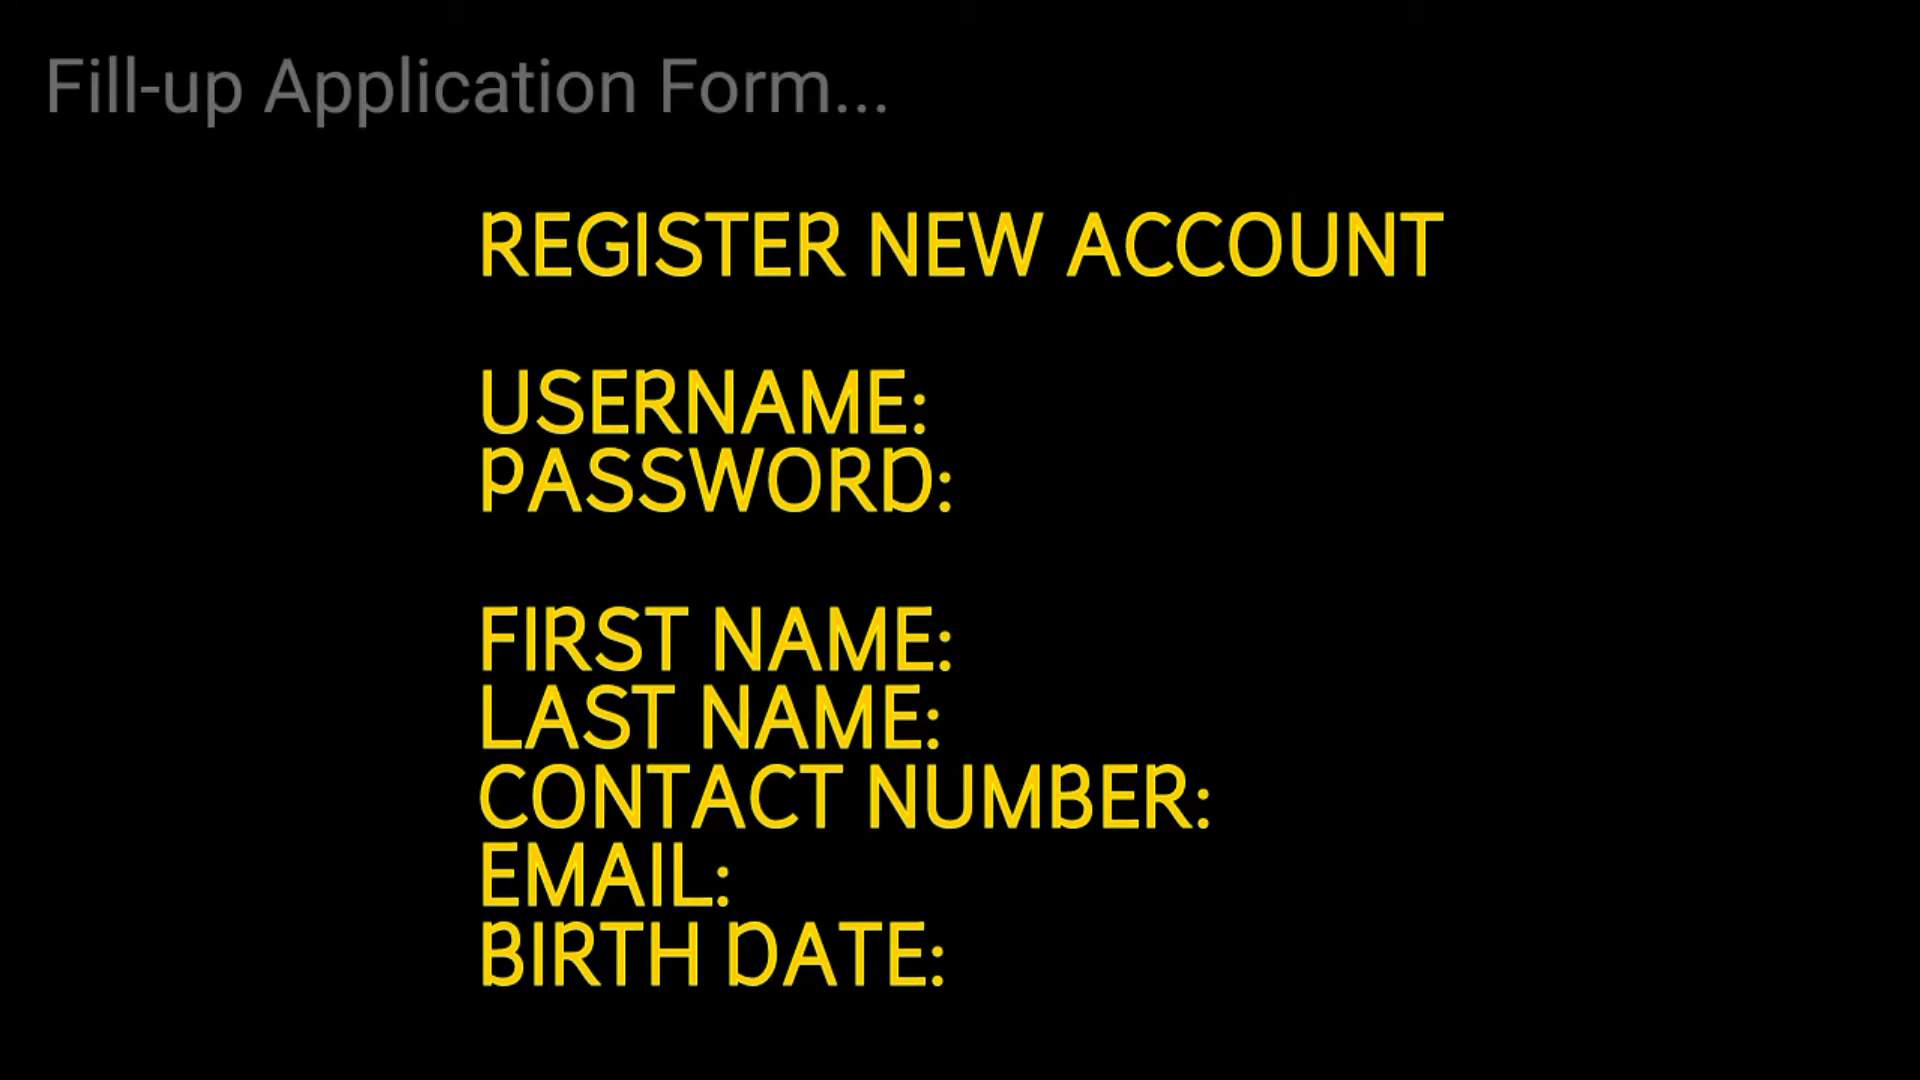 Fill-up Application Form...
REGISTER NEW ACCOUNT
USERNAME:
PASSWORD:
FIRST NAME:
LAST NAME:
CONTACT NUMBER:
EMAIL:
BIRTH DATE: